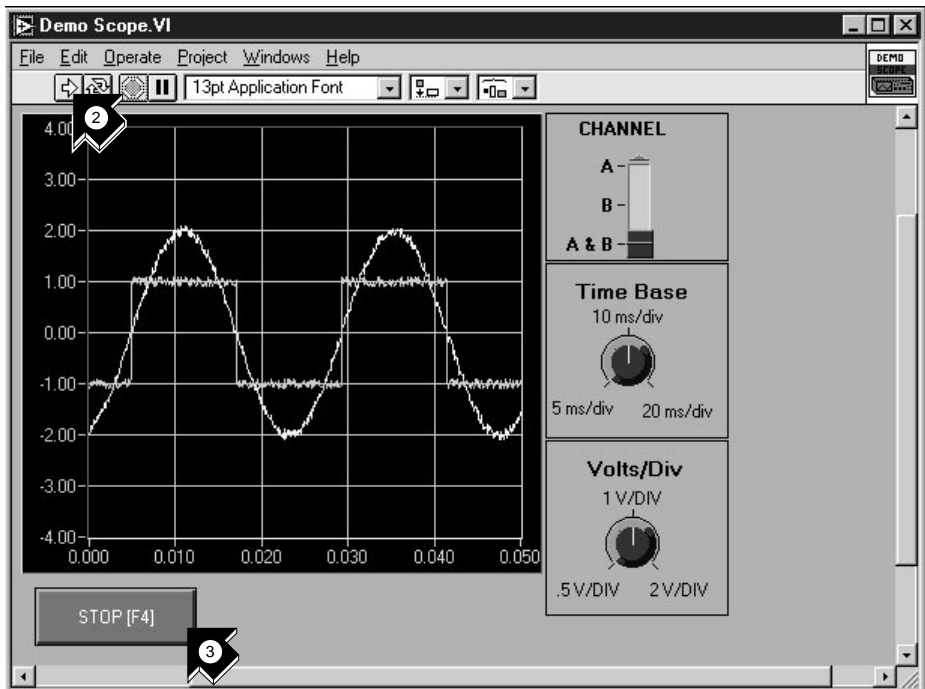 Demo Scope.VI
File Edit Operate Project Windows Help
DEMO
SCOPE
13pt Application Font
2
4.00
3.00
2.00
1.00
0.00
-1.00
-2.00
-3.00
-4.00
0.000 0.010 0.020 0.030 0.040 0.050
CHANNEL
A
B
A & B
Time Base
10 ms/div
5 ms/div 20 ms/div
Volts/Div
1 V/DIV
.5 V/DIV 2 V/DIV
STOP [F4]
3